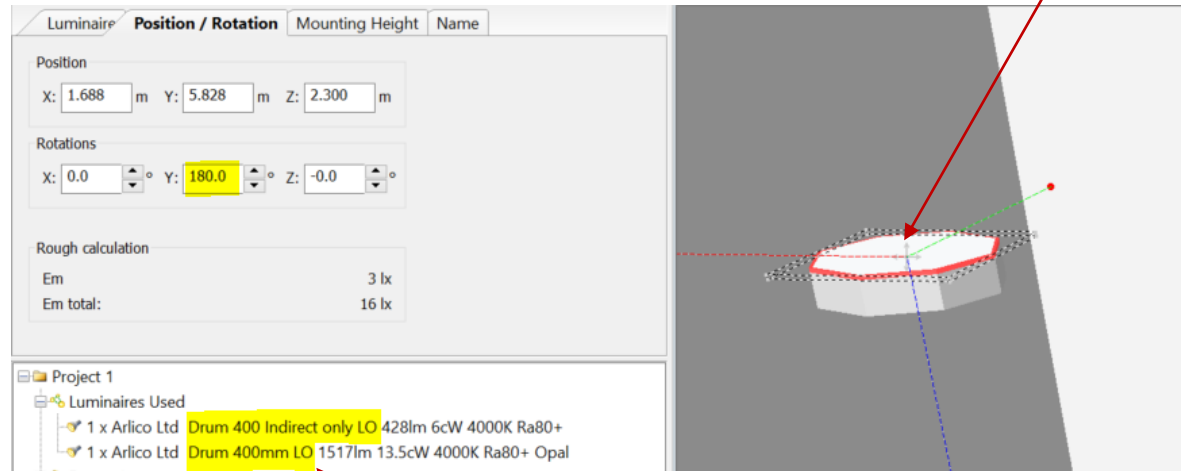 Luminaire Position / Rotation Mounting Height Name
Position
X: 1.688 m Y: 5.828 m Z: 2.300 m
Rotations
X: 0.0 ° Y: 180.0 ° Z: -0.0 °
Rough calculation
Em 3 lx
Em total: 16 lx
Project 1
Luminaires Used
1 x Arlico Ltd Drum 400 Indirect only LO 428lm 6cW 4000K Ra80+
1 x Arlico Ltd Drum 400mm LO 1517lm 13.5cW 4000K Ra80+ Opal